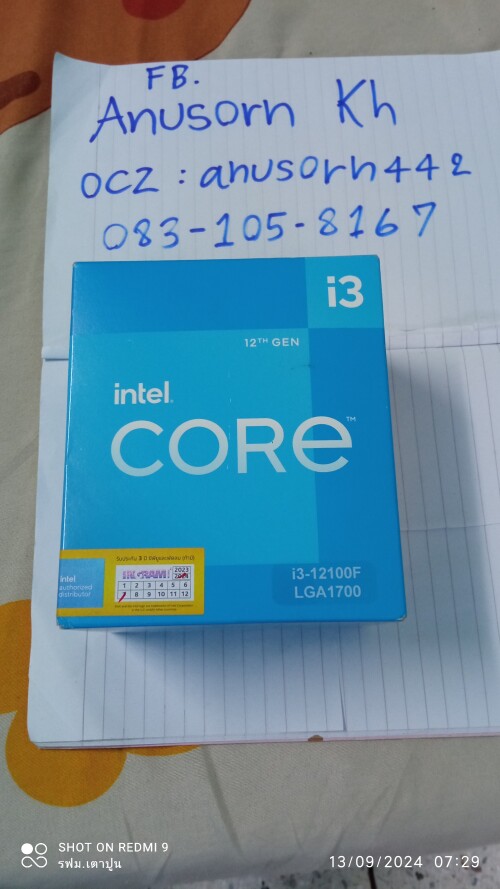 FB.
Anusorn Kh
OCZ : anusorn442
083-105-8167
i3
12TH GEN
intel.
CORe™
i3-12100F
LGA1700
intel
authorized
distributor
INGRAM
2023
1 2 3 4 5 6
7 8 9 10 11 12
SHOT ON REDMI 9
รฟม.เตาปูน
13/09/2024 07:29